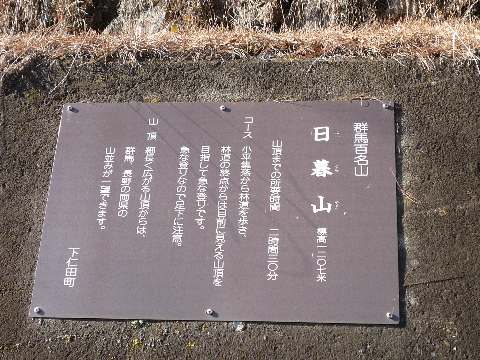 群馬百名山
日暮山 標高一二〇七米
山頂までの所要時間 一時間三〇分
コース 小平集落から林道を歩き、
林道の終点からは目前に見える山頂を
目指して急な登りです。
急な登りなので足下に注意。
山頂 細長く広がる山頂からは、
群馬、長野の両県の
山並みが一望できます。
下仁田町